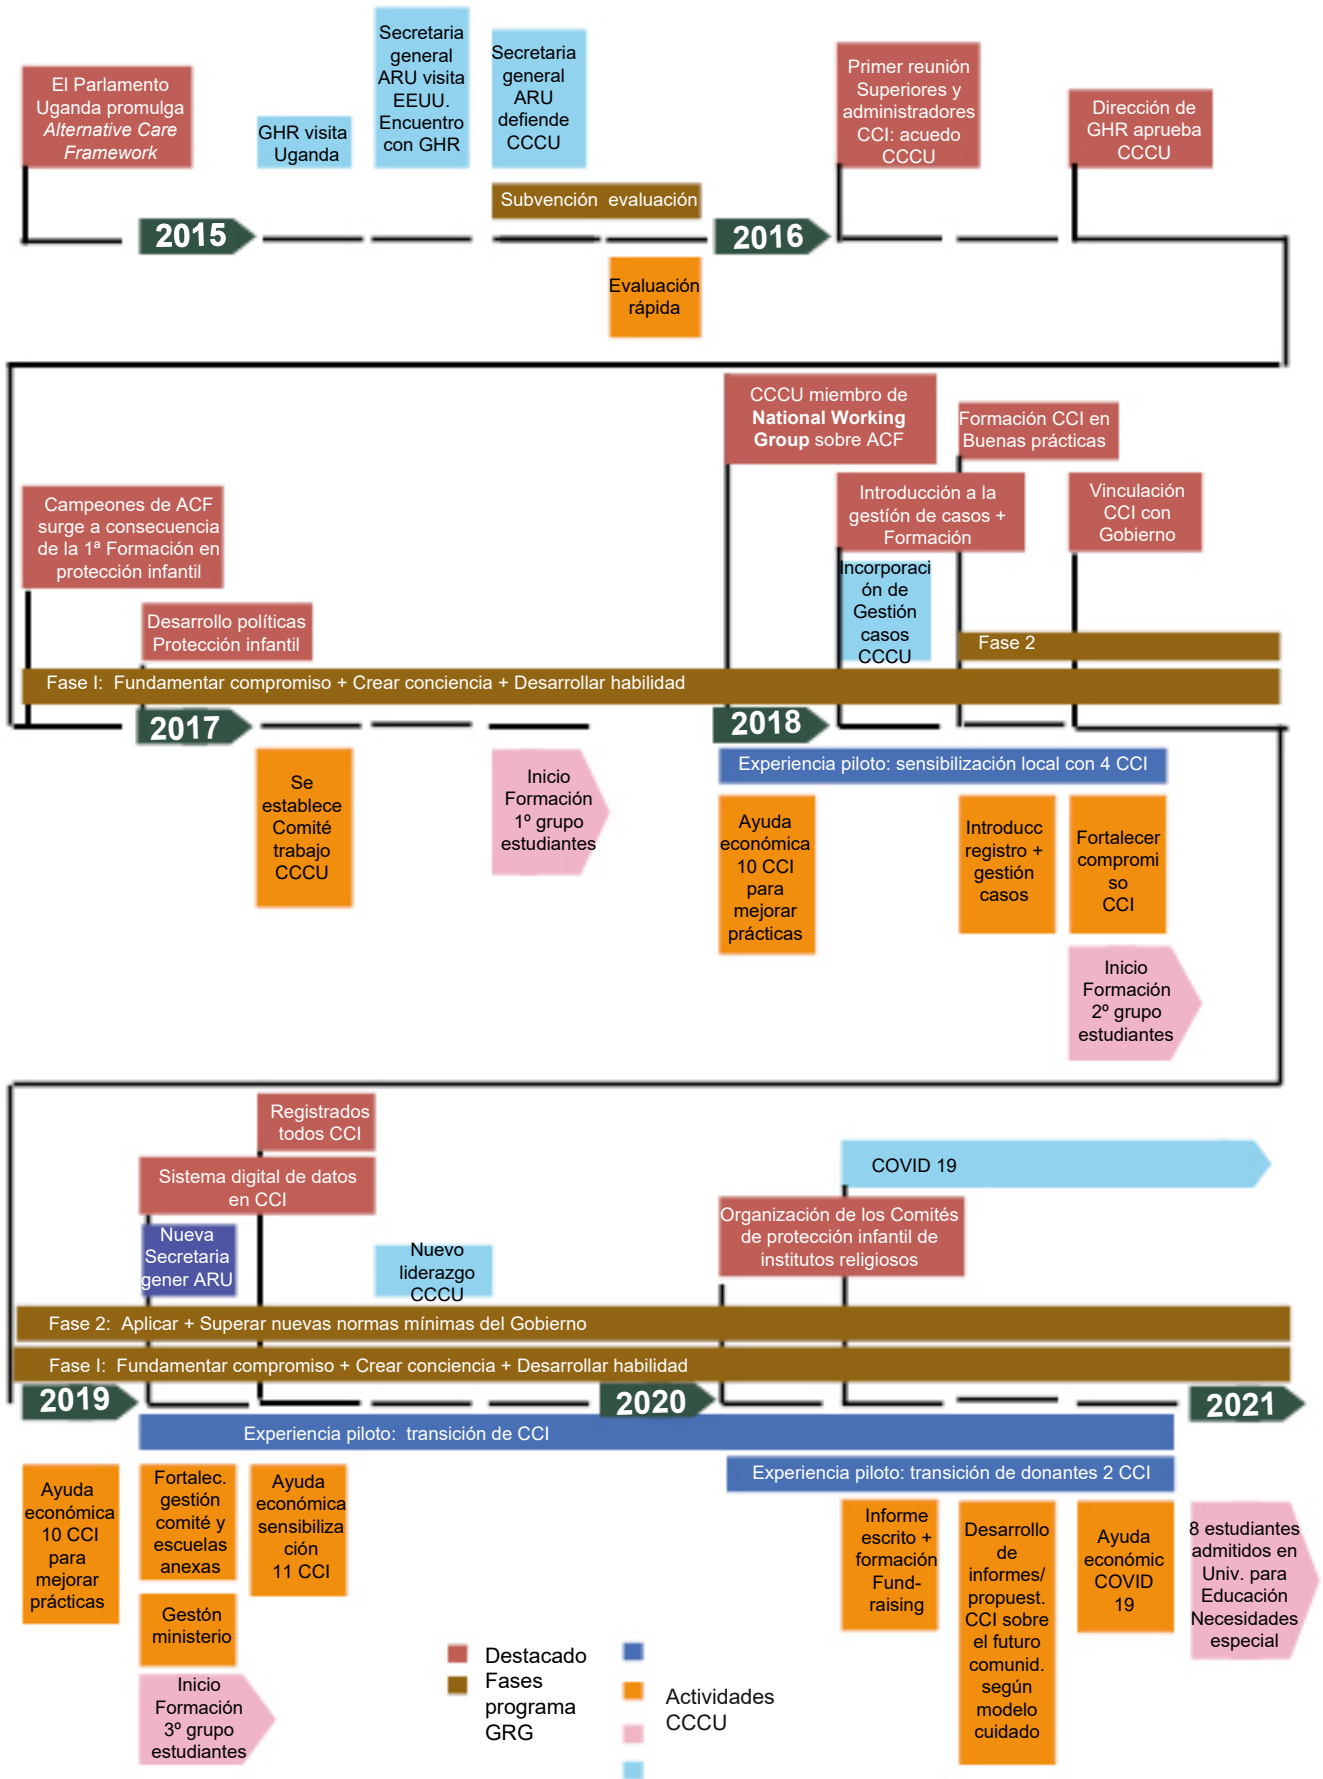 El Parlamento
Uganda promulga
Alternative Care
Framework
GHR visita
Uganda
Secretaria
general
ARU visita
EEUU.
Encuentro
con GHR
Secretaria
general
ARU
defiende
CCCU
Subvención evaluación
Primer reunión
Superiores y
administradores
CCI: acuedo
CCCU
Dirección de
GHR aprueba
CCCU
2015
2016
Evaluación
rápida
CCCU miembro de
National Working
Group sobre ACF
Formación CCI en
Buenas prácticas
Campeones de ACF
surge a consecuencia
de la 1ª Formación en
protección infantil
Introducción a la
gestíón de casos +
Formación
Vinculación
CCI con
Gobierno
Desarrollo políticas
Protección infantil
Incorporaci
ón de
Gestión
casos
CCCU
Fase 2
Fase I: Fundamentar compromiso + Crear conciencia + Desarrollar habilidad
2017
2018
Se
establece
Comité
trabajo
CCCU
Inicio
Formación
1º grupo
estudiantes
Experiencia piloto: sensibilización local con 4 CCI
Ayuda
económica
10 CCI
para
mejorar
prácticas
Introducc
registro +
gestión
casos
Fortalecer
compromi
so
CCI
Inicio
Formación
2º grupo
estudiantes
Registrados
todos CCI
Sistema digital de datos
en CCI
Nueva
Secretaria
gener ARU
Nuevo
liderazgo
CCCU
COVID 19
Organización de los Comités
de protección infantil de
institutos religiosos
Fase 2: Aplicar + Superar nuevas normas mínimas del Gobierno
Fase I: Fundamentar compromiso + Crear conciencia + Desarrollar habilidad
2019
2020
2021
Experiencia piloto: transición de CCI
Experiencia piloto: transición de donantes 2 CCI
Ayuda
económica
10 CCI
para
mejorar
prácticas
Fortalec.
gestión
comité y
escuelas
anexas
Ayuda
económica
sensibiliza
ción
11 CCI
Gestón
ministerio
Inicio
Formación
3º grupo
estudiantes
Informe
escrito +
formación
Fund-
raising
Desarrollo
de
informes/
propuest.
CCI sobre
el futuro
comunid.
según
modelo
cuidado
Ayuda
económic
COVID
19
8 estudiantes
admitidos en
Univ. para
Educación
Necesidades
especial
Destacado
Fases
programa
GRG
Actividades
CCCU